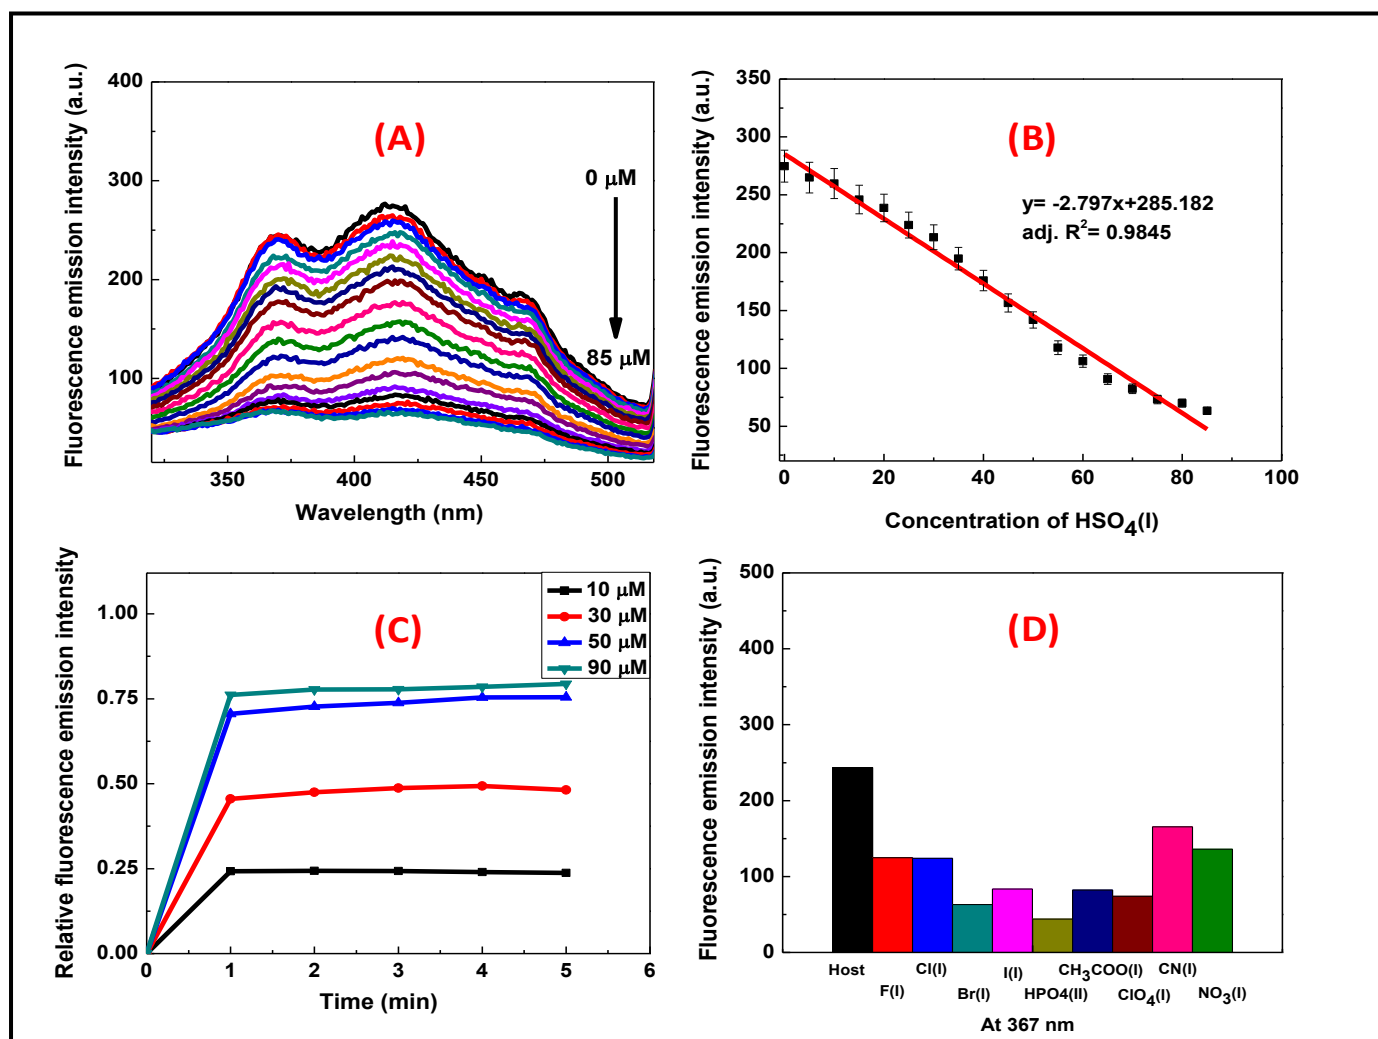 (A)
Fluorescence emission intensity (a.u.)
400
300
200
100
0 µM
85 µM
350
400
450
500
Wavelength (nm)
(B)
Fluorescence emission intensity (a.u.)
350
300
250
200
150
100
50
y= -2.797x+285.182
adj. R²= 0.9845
0
20
40
60
80
100
Concentration of HSO₄(I)
(C)
Relative fluorescence emission intensity
1.00
0.75
0.50
0.25
0.00
10 µM
30 µM
50 µM
90 µM
0
1
2
3
4
5
6
Time (min)
(D)
Fluorescence emission intensity (a.u.)
500
400
300
200
100
0
Host
F(I)
Cl(I)
Br(I)
I(I)
HPO4(II)
CH₃COO(I)
ClO₄(I)
CN(I)
NO₃(I)
At 367 nm